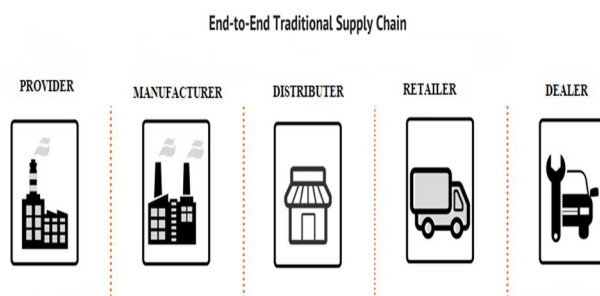 End-to-End Traditional Supply Chain
PROVIDER
MANUFACTURER
DISTRIBUTER
RETAILER
DEALER